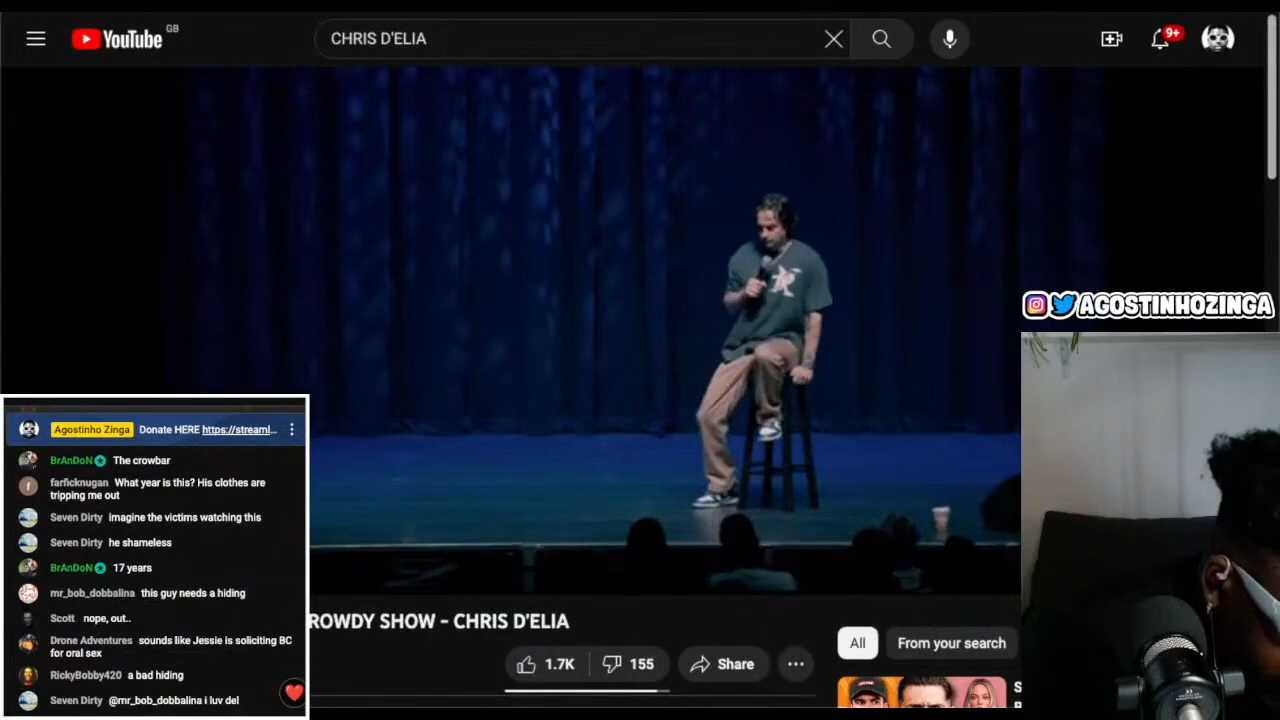 YouTube GB
CHRIS D'ELIA
9+
AGOSTINHOZINGA
Agostinho Zinga Donate HERE https://streaml...
BrAnDoN The crowbar
farficknugan What year is this? His clothes are
tripping me out
Seven Dirty imagine the victims watching this
Seven Dirty he shameless
BrAnDoN 17 years
mr_bob_dobbalina this guy needs a hiding
Scott nope, out..
Drone Adventures sounds like Jessie is soliciting BC
for oral sex
RickyBobby420 a bad hiding
Seven Dirty @mr_bob_dobbalina i luv del
ROWDY SHOW - CHRIS D'ELIA
1.7K 155 Share
All From your search
S